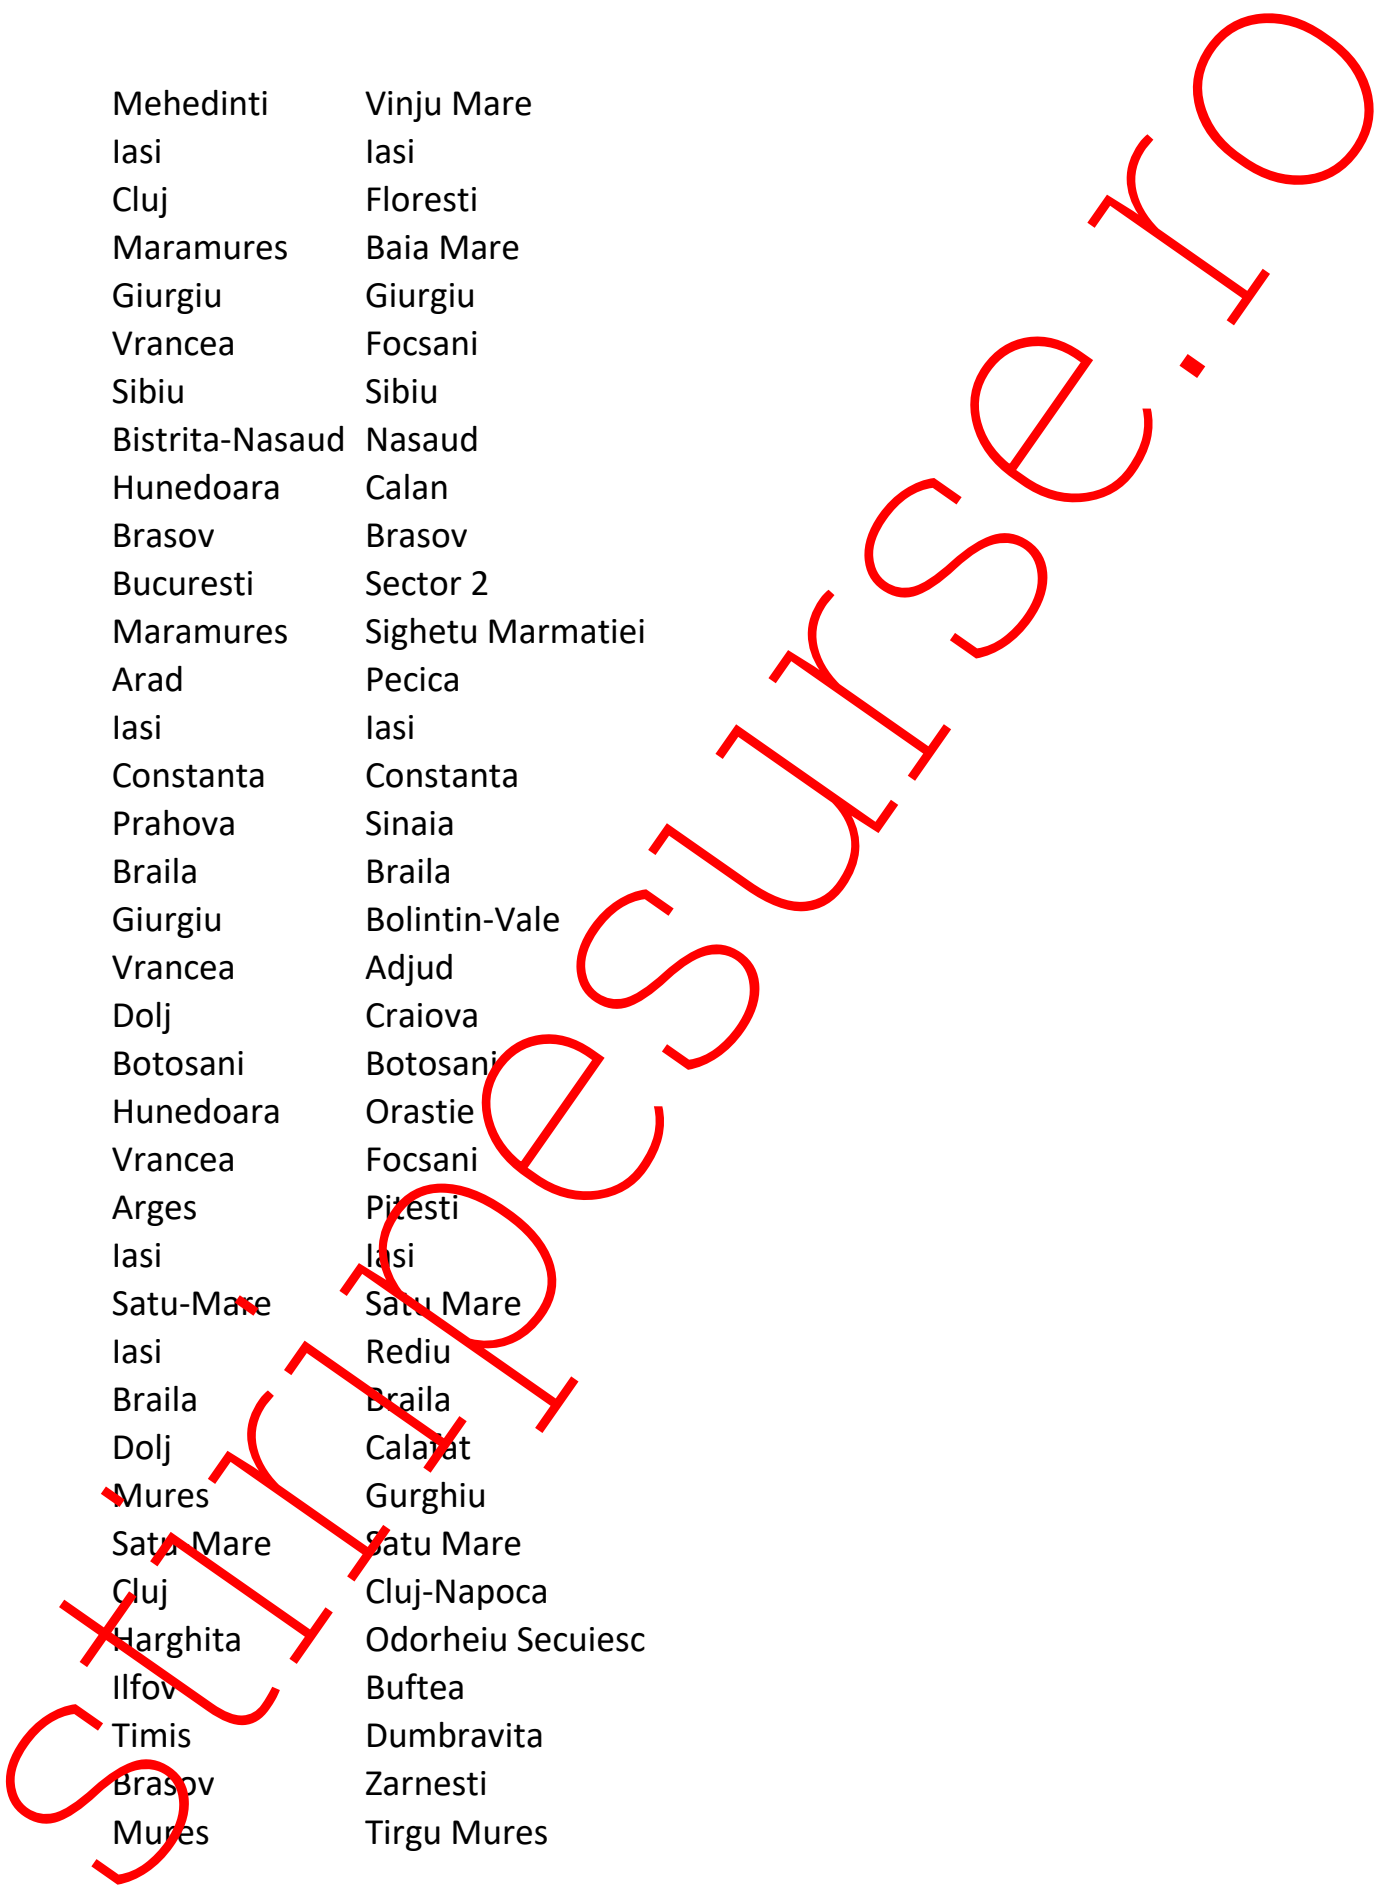 Mehedinti Vinju Mare
Iasi Iasi
Cluj Floresti
Maramures Baia Mare
Giurgiu Giurgiu
Vrancea Focsani
Sibiu Sibiu
Bistrita-Nasaud Nasaud
Hunedoara Calan
Brasov Brasov
Bucuresti Sector 2
Maramures Sighetu Marmatiei
Arad Pecica
Iasi Iasi
Constanta Constanta
Prahova Sinaia
Braila Braila
Giurgiu Bolintin-Vale
Vrancea Adjud
Dolj Craiova
Botosani Botosani
Hunedoara Orastie
Vrancea Focsani
Arges Pitesti
Iasi Iasi
Satu-Mare Satu Mare
Iasi Rediu
Braila Braila
Dolj Calafat
Mures Gurghiu
Satu-Mare Satu Mare
Cluj Cluj-Napoca
Harghita Odorheiu Secuiesc
Ilfov Buftea
Timis Dumbravita
Brasov Zarnesti
Mures Tirgu Mures
stiripesurse.ro